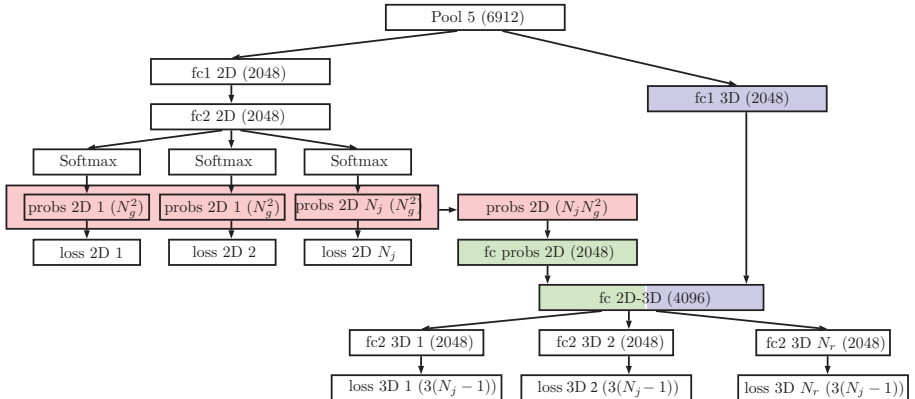 Pool 5 (6912)
fc1 2D (2048)
fc1 3D (2048)
fc2 2D (2048)
Softmax Softmax Softmax
probs 2D 1 (N_g^2) probs 2D 1 (N_g^2) probs 2D N_j (N_g^2) probs 2D (N_jN_g^2)
loss 2D 1 loss 2D 2 loss 2D N_j fc probs 2D (2048)
fc 2D-3D (4096)
fc2 3D 1 (2048) fc2 3D 2 (2048) fc2 3D N_r (2048)
loss 3D 1 (3(N_j − 1)) loss 3D 2 (3(N_j − 1)) loss 3D N_r (3(N_j − 1))